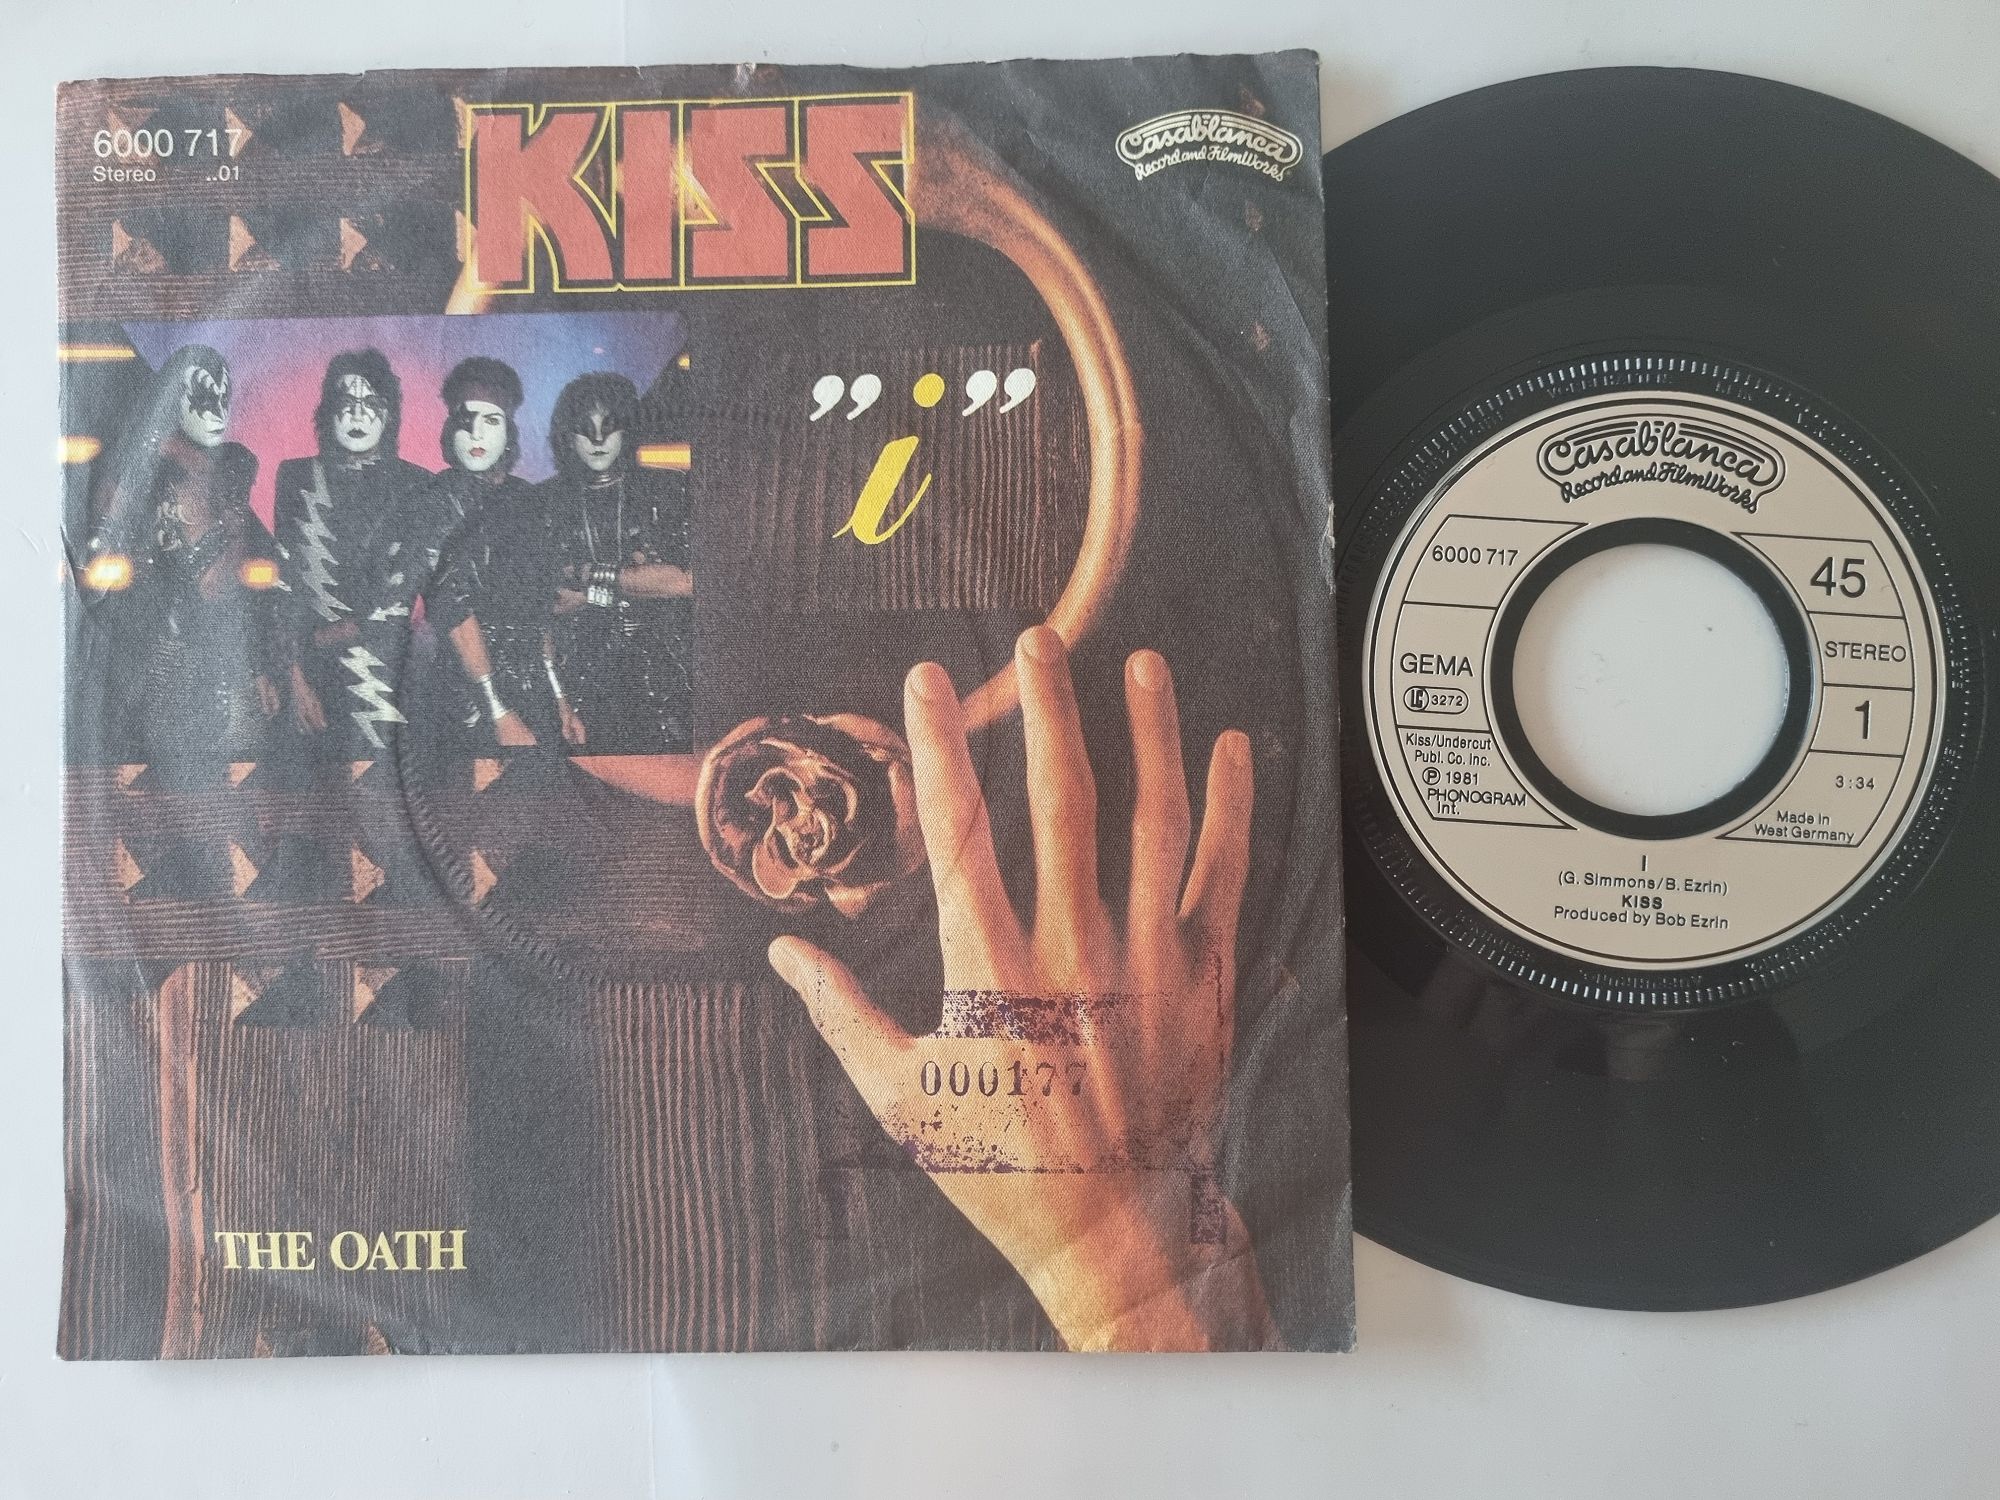 6000 717
Stereo ..01
KISS
Casablanca
Record and FilmWorks
”i”
000177
THE OATH
Casablanca
Record and FilmWorks
6000 717
45
GEMA
STEREO
LC 3272
1
Kiss/Undercut
Publ. Co. Inc.
℗ 1981
PHONOGRAM
Int.
3:34
Made in
West Germany
I
(G. Simmons/B. Ezrin)
KISS
Produced by Bob Ezrin